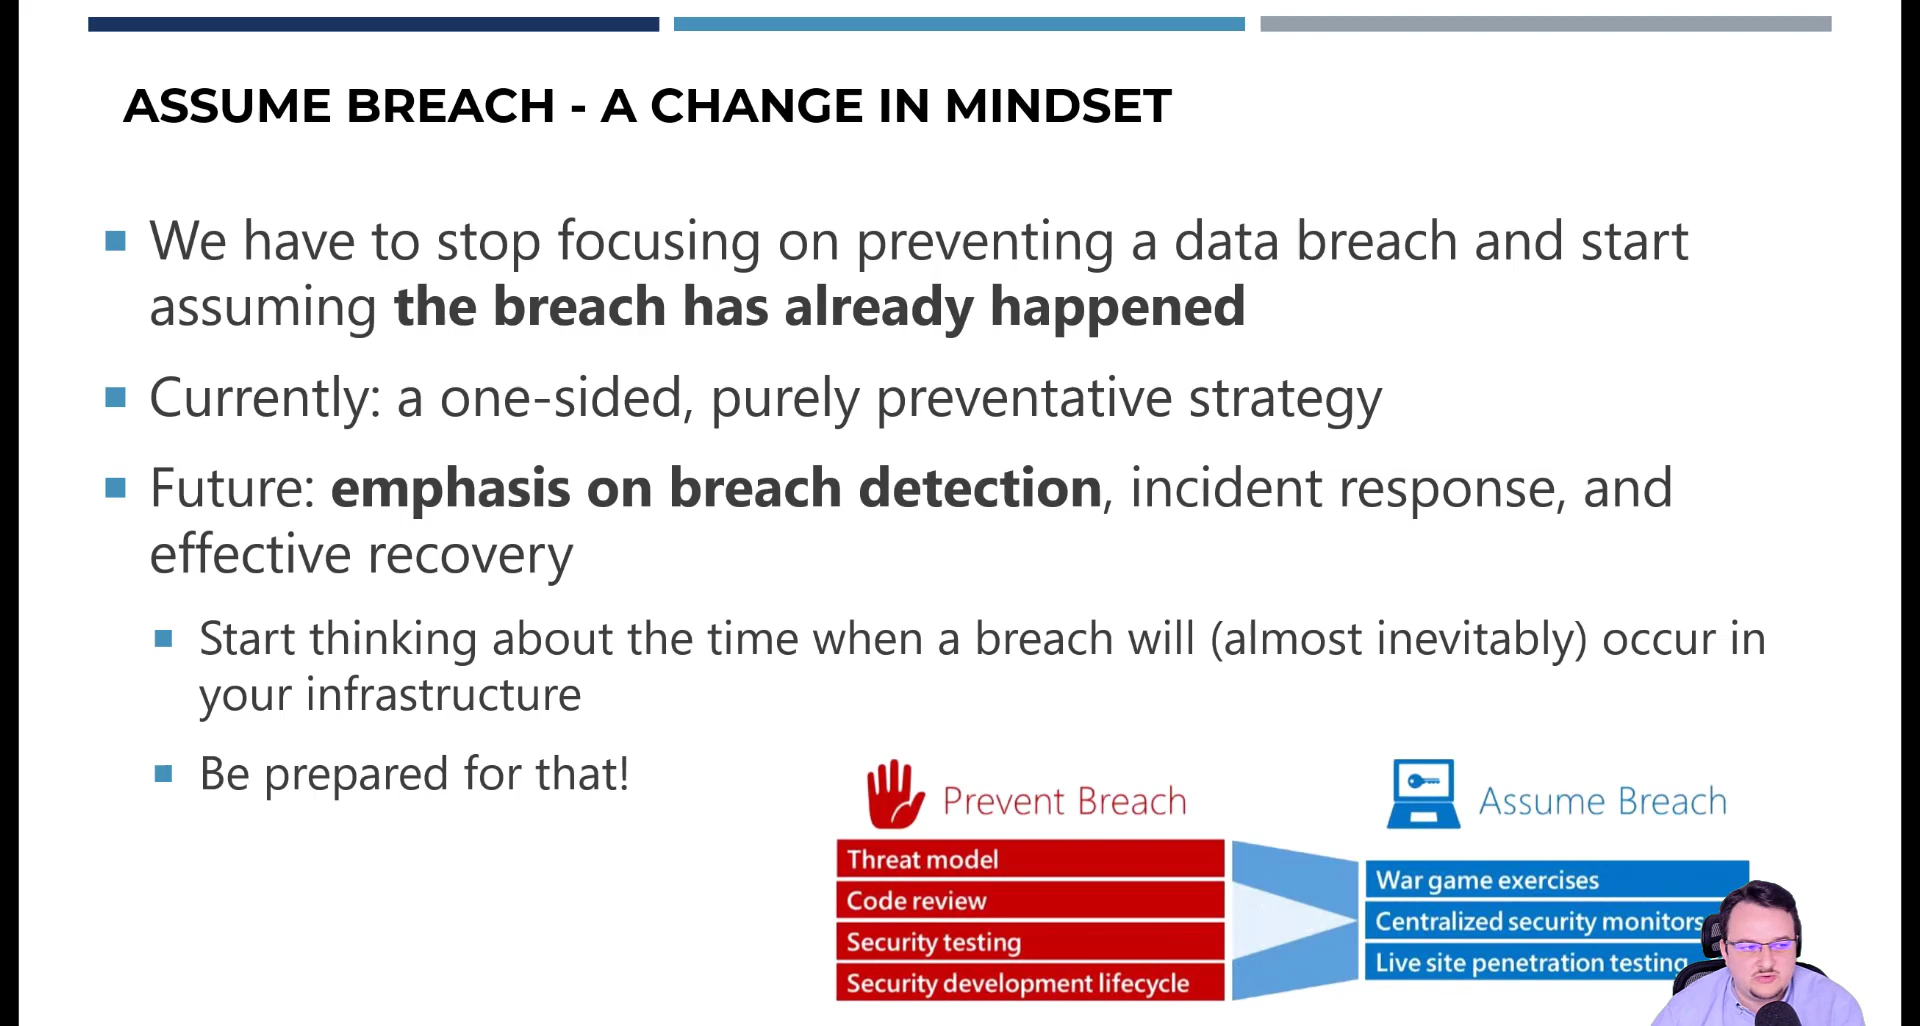 ASSUME BREACH - A CHANGE IN MINDSET
We have to stop focusing on preventing a data breach and start
assuming the breach has already happened
Currently: a one-sided, purely preventative strategy
Future: emphasis on breach detection, incident response, and
effective recovery
Start thinking about the time when a breach will (almost inevitably) occur in
your infrastructure
Be prepared for that!
Prevent Breach
Threat model
Code review
Security testing
Security development lifecycle
Assume Breach
War game exercises
Centralized security monitors
Live site penetration testing